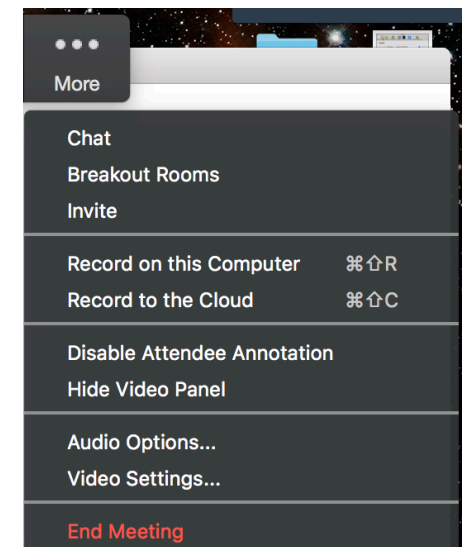 More
Chat
Breakout Rooms
Invite
Record on this Computer ⌘⇧R
Record to the Cloud ⌘⇧C
Disable Attendee Annotation
Hide Video Panel
Audio Options...
Video Settings...
End Meeting